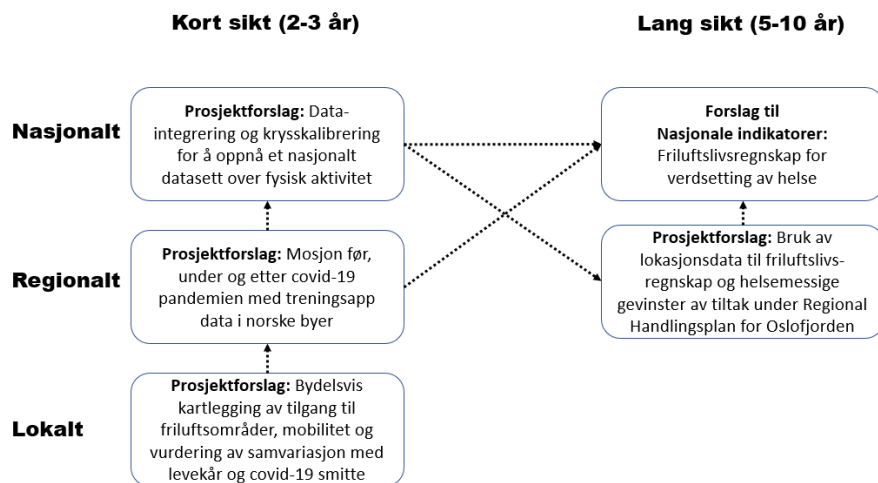 Kort sikt (2-3 år)
Lang sikt (5-10 år)
Nasjonalt
Prosjektforslag: Data-
integrering og krysskalibrering
for å oppnå et nasjonalt
datasett over fysisk aktivitet
Forslag til
Nasjonale indikatorer:
Friluftslivsregnskap for
verdsetting av helse
Regionalt
Prosjektforslag: Mosjon før,
under og etter covid-19
pandemien med treningsapp
data i norske byer
Prosjektforslag: Bruk av
lokasjonsdata til friluftslivs-
regnskap og helsemessige
gevinster av tiltak under Regional
Handlingsplan for Oslofjorden
Lokalt
Prosjektforslag: Bydelsvis
kartlegging av tilgang til
friluftsområder, mobilitet og
vurdering av samvariasjon med
levekår og covid-19 smitte